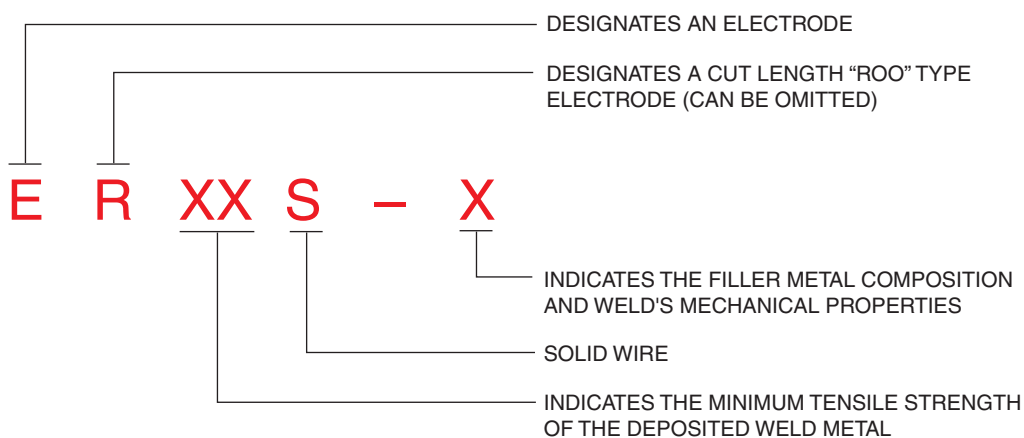 DESIGNATES AN ELECTRODE
DESIGNATES A CUT LENGTH “ROO” TYPE
ELECTRODE (CAN BE OMITTED)
E R XX S – X
INDICATES THE FILLER METAL COMPOSITION
AND WELD'S MECHANICAL PROPERTIES
SOLID WIRE
INDICATES THE MINIMUM TENSILE STRENGTH
OF THE DEPOSITED WELD METAL